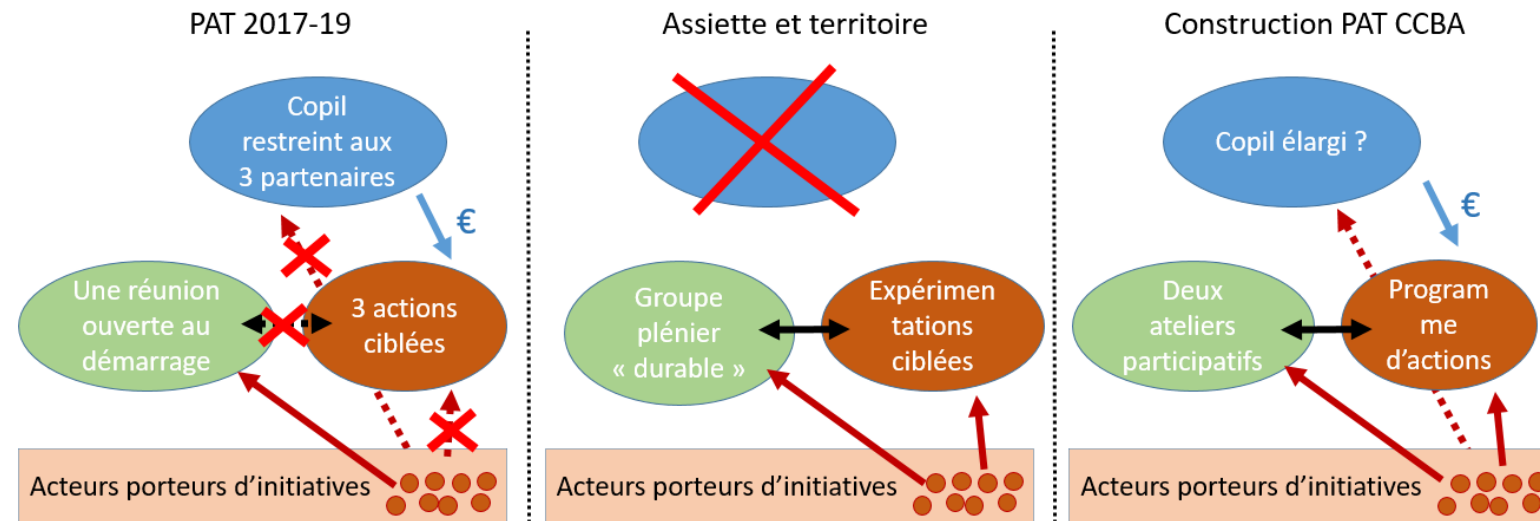 PAT 2017-19
Copil
restreint aux
3 partenaires
€
Une réunion
ouverte au
démarrage
3 actions
ciblées
Acteurs porteurs d’initiatives
Assiette et territoire
Groupe
plénier
« durable »
Expérimen
tations
ciblées
Acteurs porteurs d’initiatives
Construction PAT CCBA
Copil élargi ?
€
Deux
ateliers
participatifs
Program
me
d’actions
Acteurs porteurs d’initiatives